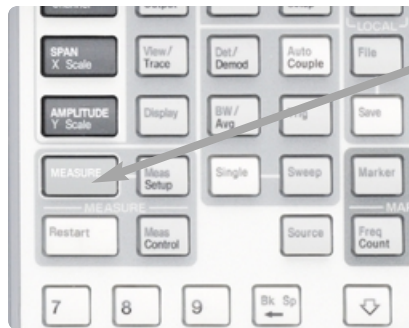 LOCAL
SPAN
X Scale
View/
Trace
Det/
Demod
Auto
Couple
File
AMPLITUDE
Y Scale
Display
BW/
Avg
Save
MEASURE
Meas
Setup
Single
Sweep
Marker
MEASURE
Restart
Meas
Control
Source
Freq
Count
7
8
9
Bk Sp